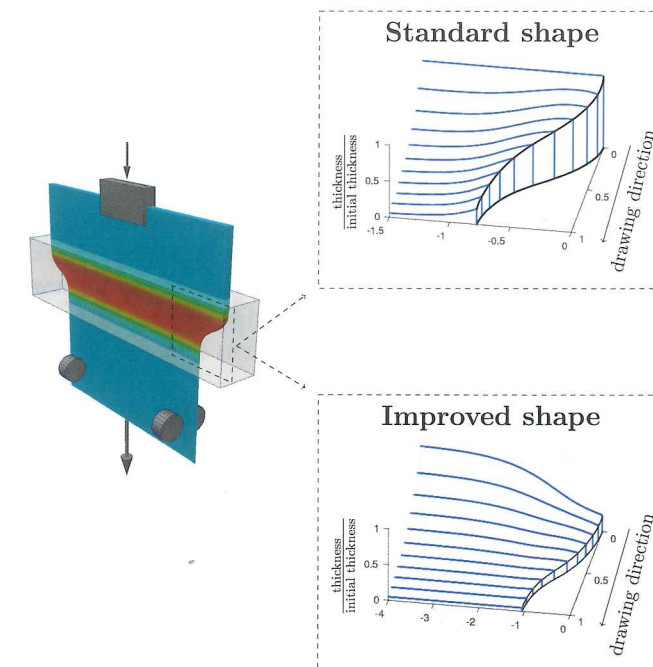 Standard shape
thickness
initial thickness
1
0.5
0
-1.5
-1
-0.5
0
0
0.5
1
drawing direction
Improved shape
thickness
initial thickness
1
0.5
0
-4
-3
-2
-1
0
0
0.5
1
drawing direction